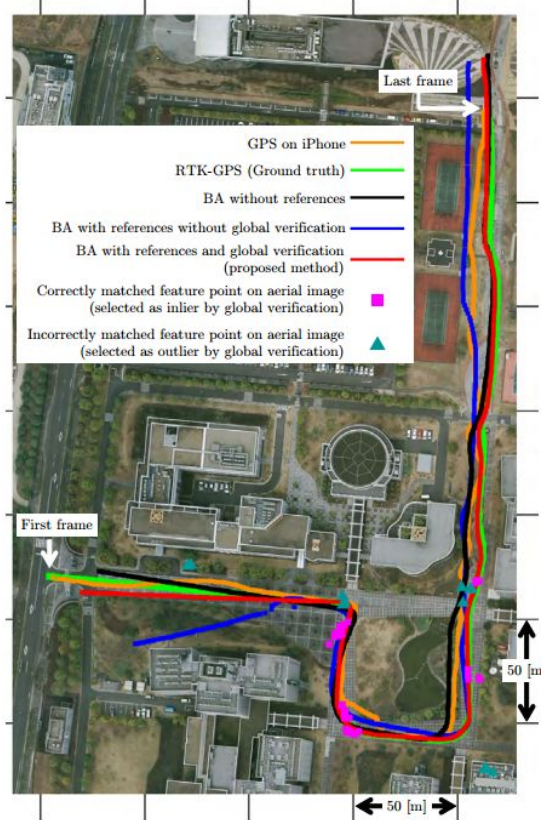 Last frame
GPS on iPhone
RTK-GPS (Ground truth)
BA without references
BA with references without global verification
BA with references and global verification
(proposed method)
Correctly matched feature point on aerial image
(selected as inlier by global verification)
Incorrectly matched feature point on aerial image
(selected as outlier by global verification)
First frame
50 [m
50 [m]